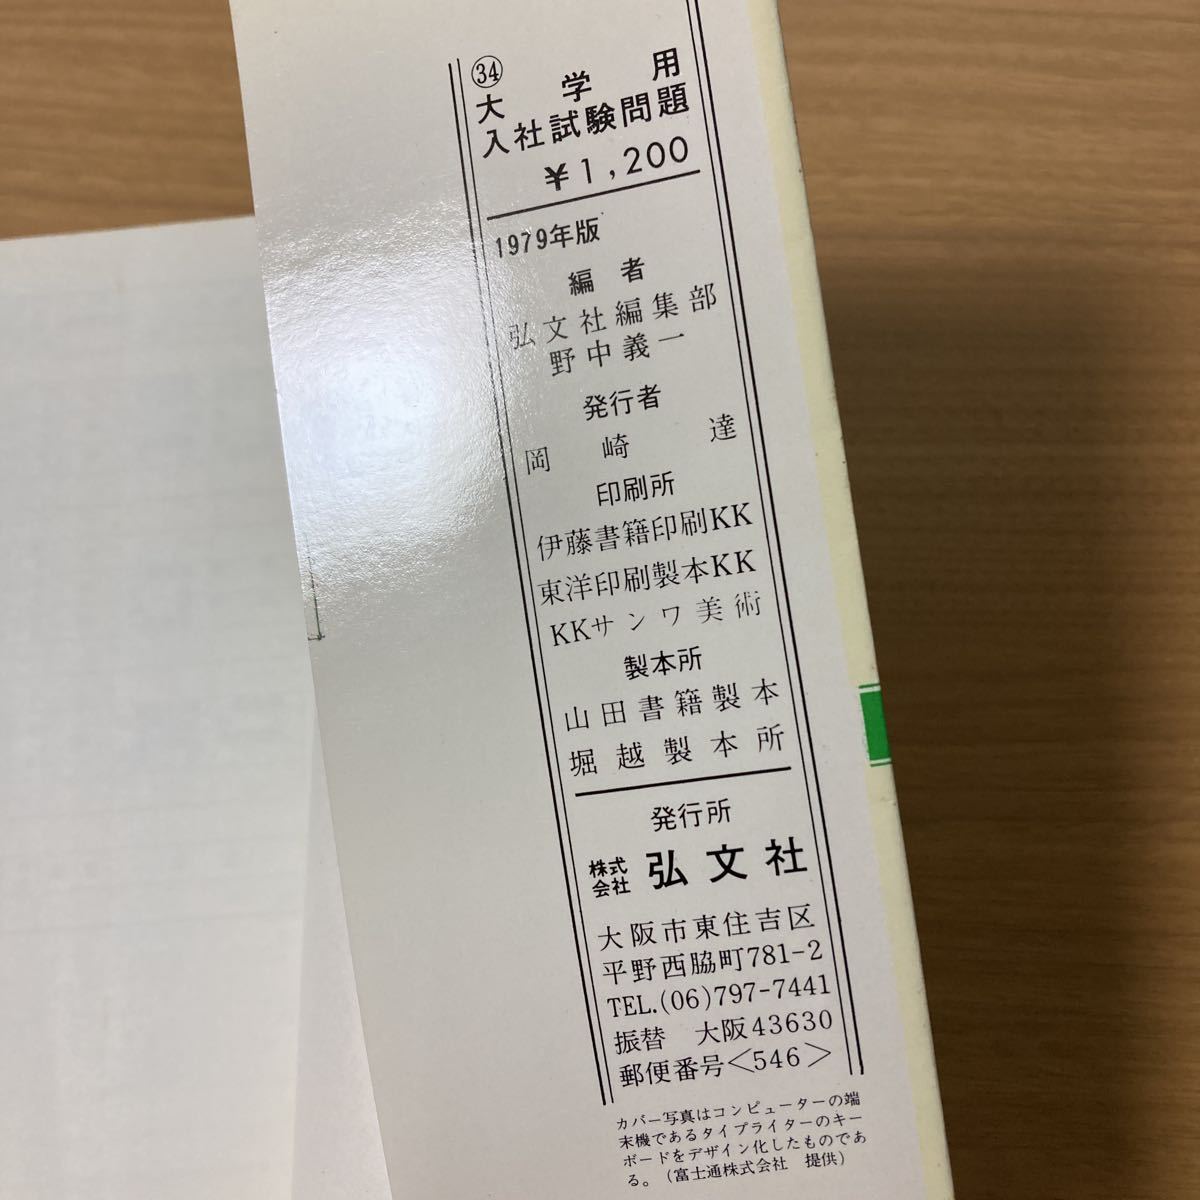 ㉞
大学用
入社試験問題
¥1,200
1979年版
編者
弘文社編集部
野中義一
発行者
岡崎達
印刷所
伊藤書籍印刷KK
東洋印刷製本KK
KKサンワ美術
製本所
山田書籍製本
堀越製本所
発行所
株式会社 弘文社
大阪市東住吉区
平野西脇町781-2
TEL.(06)797-7441
振替 大阪43630
郵便番号<546>
カバー写真はコンピューターの端
末機であるタイプライターのキー
ボードをデザイン化したものであ
る。(富士通株式会社 提供)